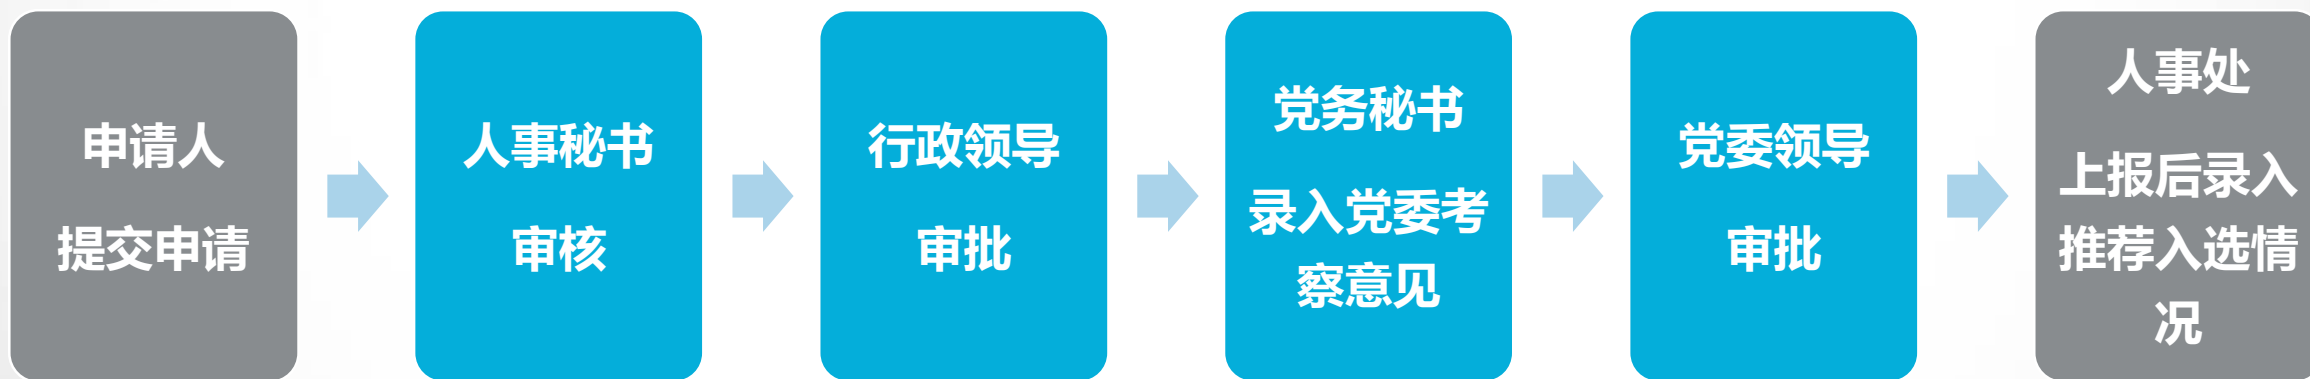 申请人
提交申请
人事秘书
审核
行政领导
审批
党务秘书
录入党委考
察意见
党委领导
审批
人事处
上报后录入
推荐入选情
况